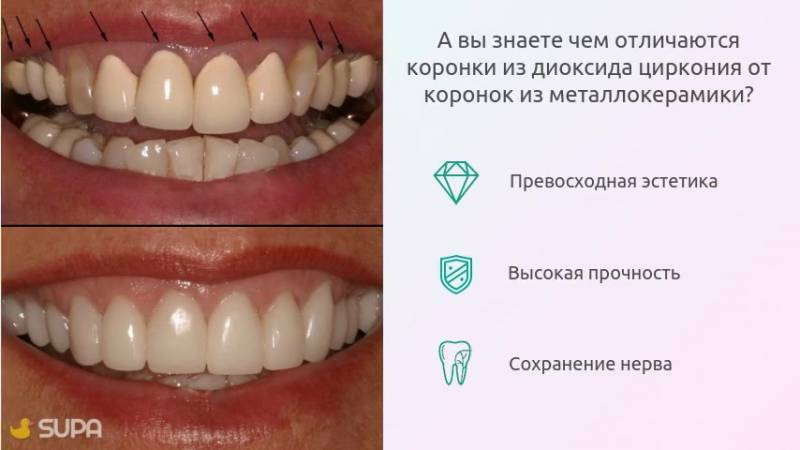 А вы знаете чем отличаются
коронки из диоксида циркония от
коронок из металлокерамики?
Превосходная эстетика
Высокая прочность
Сохранение нерва
SUPA